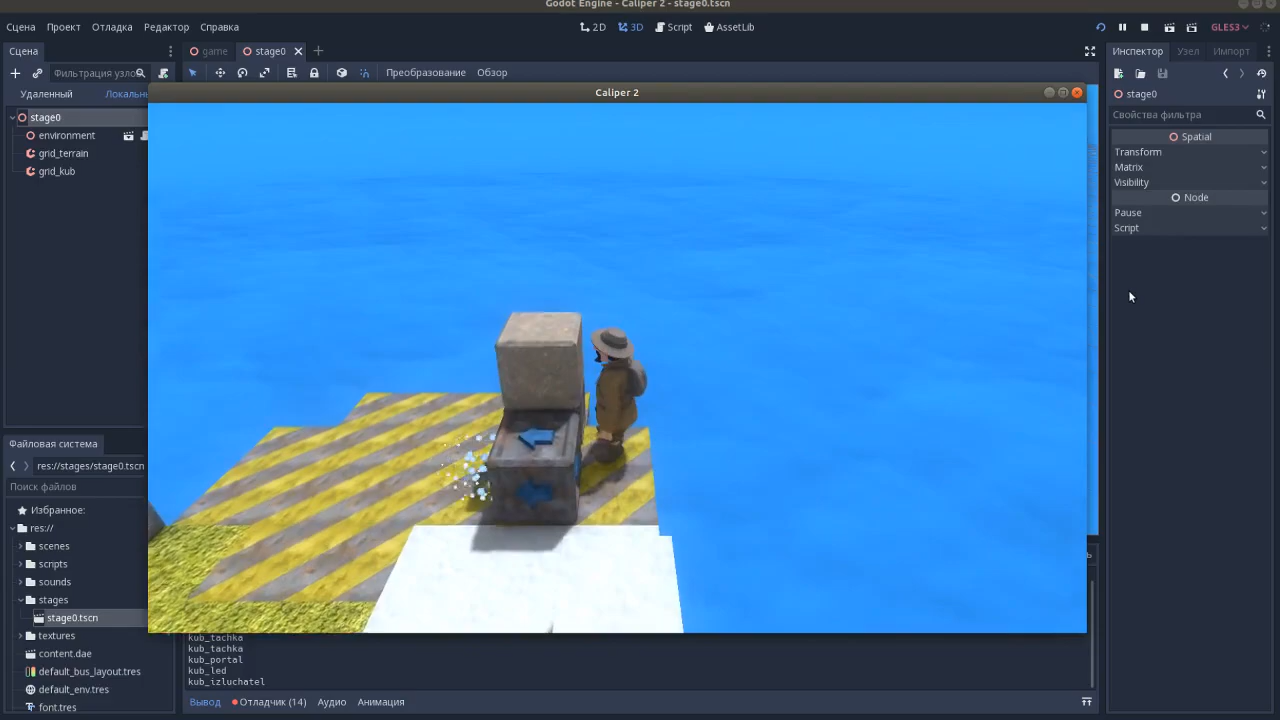 Godot Engine - Caliper 2 - stage0.tscn
Сцена Проект Отладка Редактор Справка
2D 3D Script AssetLib
GLES3
Сцена
game stage0
Инспектор Узел Импорт
Фильтрация узло
Преобразование Обзор
Удаленный Локальн
Caliper 2
stage0
stage0
Свойства фильтра
environment
Spatial
grid_terrain
Transform
grid_kub
Matrix
Visibility
Node
Pause
Script
Файловая система
res://stages/stage0.tscn
Поиск файлов
Избранное:
res://
scenes
scripts
sounds
stages
stage0.tscn
textures
content.dae
default_bus_layout.tres
default_env.tres
font.tres
kub_tachka
kub_tachka
kub_portal
kub_led
kub_izluchatel
Вывод Отладчик (14) Аудио Анимация